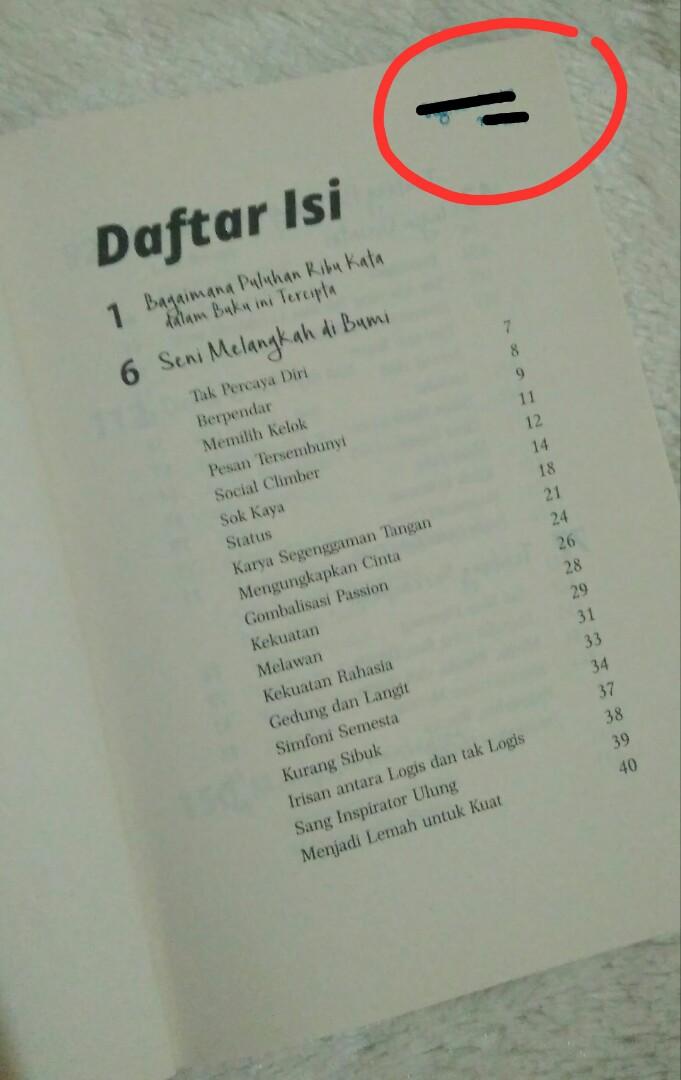 Daftar Isi
1 Bagaimana Puluhan Ribu Kata
dalam Buku ini Tercipta
6 Seni Melangkah di Bumi
Tak Percaya Diri 7
Berpendar 8
Memilih Kelok 9
Pesan Tersembunyi 11
Social Climber 12
Sok Kaya 14
Status 18
Karya Segenggaman Tangan 21
Mengungkapkan Cinta 24
Gombalisasi Passion 26
Kekuatan 28
Melawan 29
Kekuatan Rahasia 31
Gedung dan Langit 33
Simfoni Semesta 34
Kurang Sibuk 37
Irisan antara Logis dan tak Logis 38
Sang Inspirator Ulung 39
Menjadi Lemah untuk Kuat 40